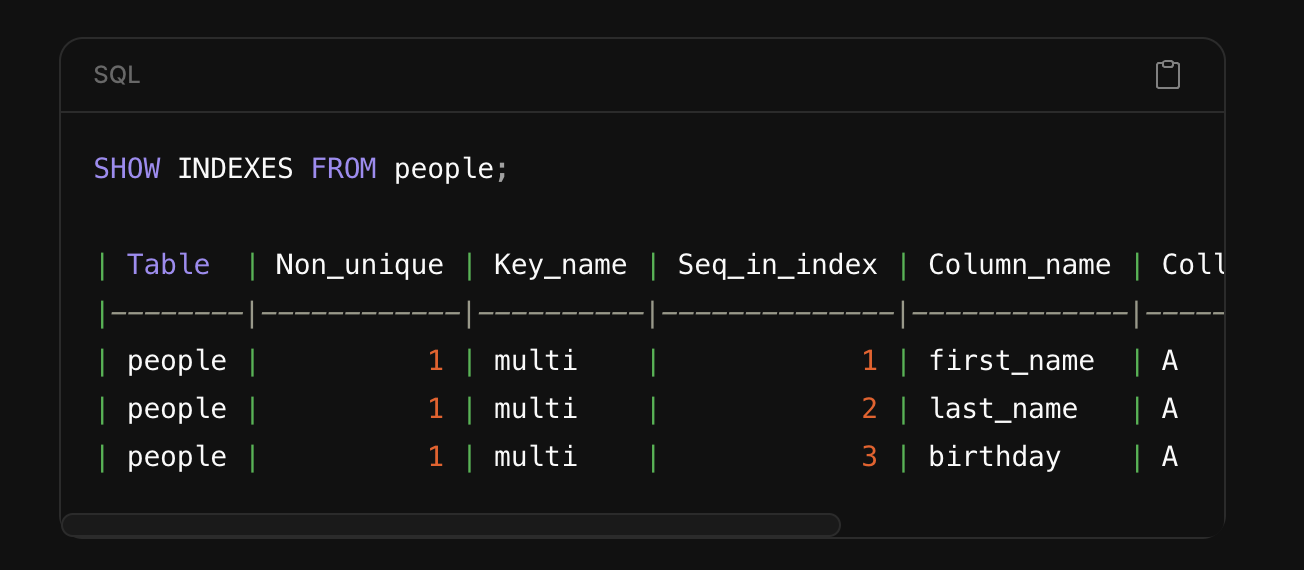 SQL
SHOW INDEXES FROM people;
| Table  | Non_unique | Key_name | Seq_in_index | Column_name | Coll
|--------|------------|----------|--------------|-------------|-----
| people |          1 | multi    |            1 | first_name  | A
| people |          1 | multi    |            2 | last_name   | A
| people |          1 | multi    |            3 | birthday    | A